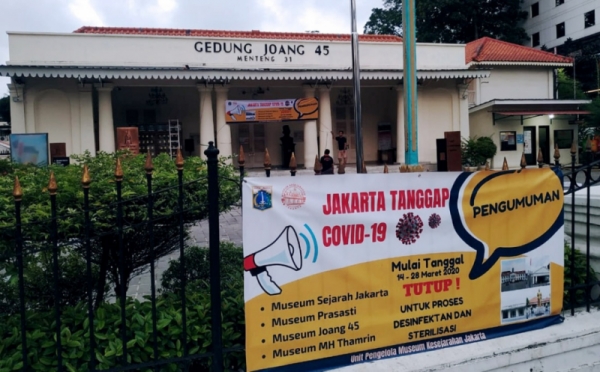 GEDUNG JOANG 45
MENTENG 31
JAKARTA TANGGAP
COVID-19
PENGUMUMAN
Mulai Tanggal
14 - 28 Maret 2020
TUTUP !
UNTUK PROSES
DESINFEKTAN DAN
STERILISASI
• Museum Sejarah Jakarta
• Museum Prasasti
• Museum Joang 45
• Museum MH Thamrin
Unit Pengelola Museum Kesejarahan Jakarta